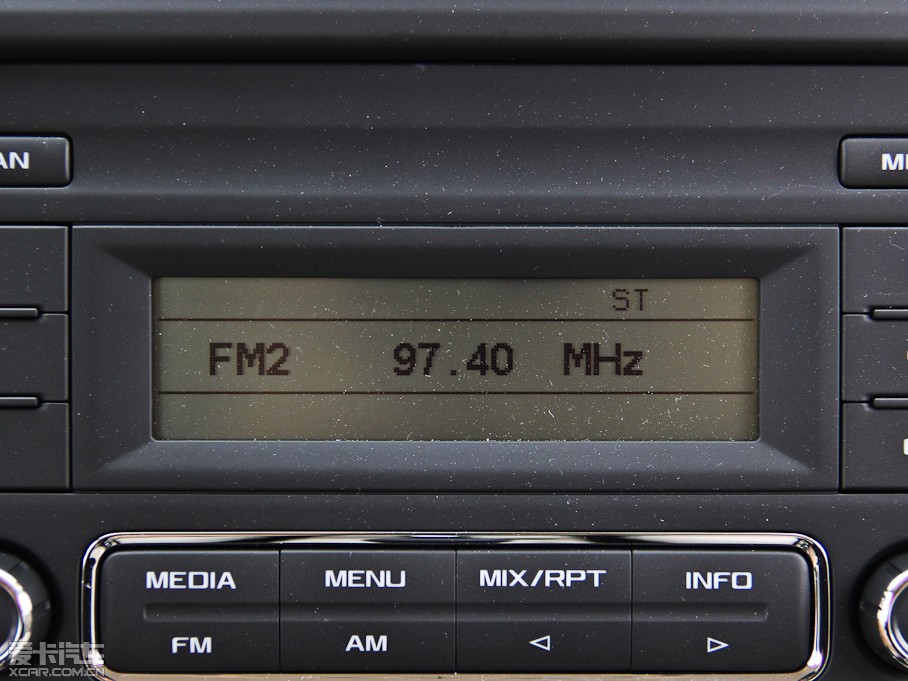 AN
ST
FM2 97.40 MHz
MEDIA MENU MIX/RPT INFO
FM AM ◁ ▷
爱卡汽车
XCAR.COM.CN